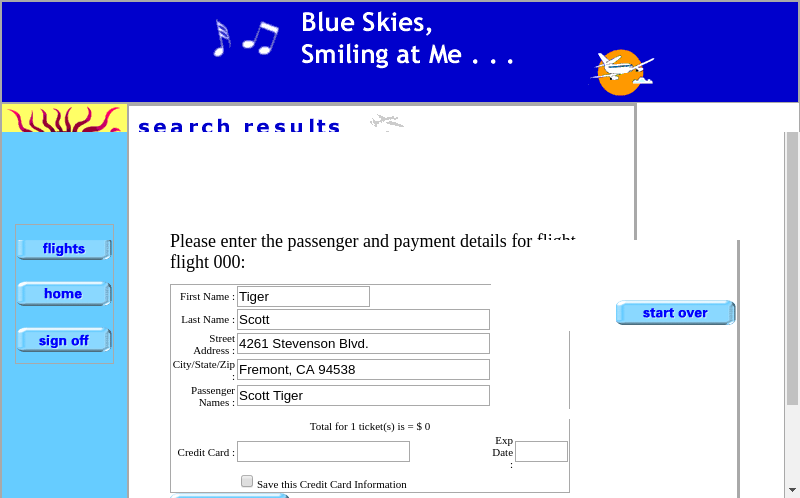 Blue Skies,
Smiling at Me . . .
search results
flights
home
sign off
start over
Please enter the passenger and payment details for flight
flight 000:
First Name : Tiger
Last Name : Scott
Street
Address : 4261 Stevenson Blvd.
City/State/Zip
: Fremont, CA 94538
Passenger
Names : Scott Tiger
Total for 1 ticket(s) is = $ 0
Credit Card :
Exp
Date
:
Save this Credit Card Information